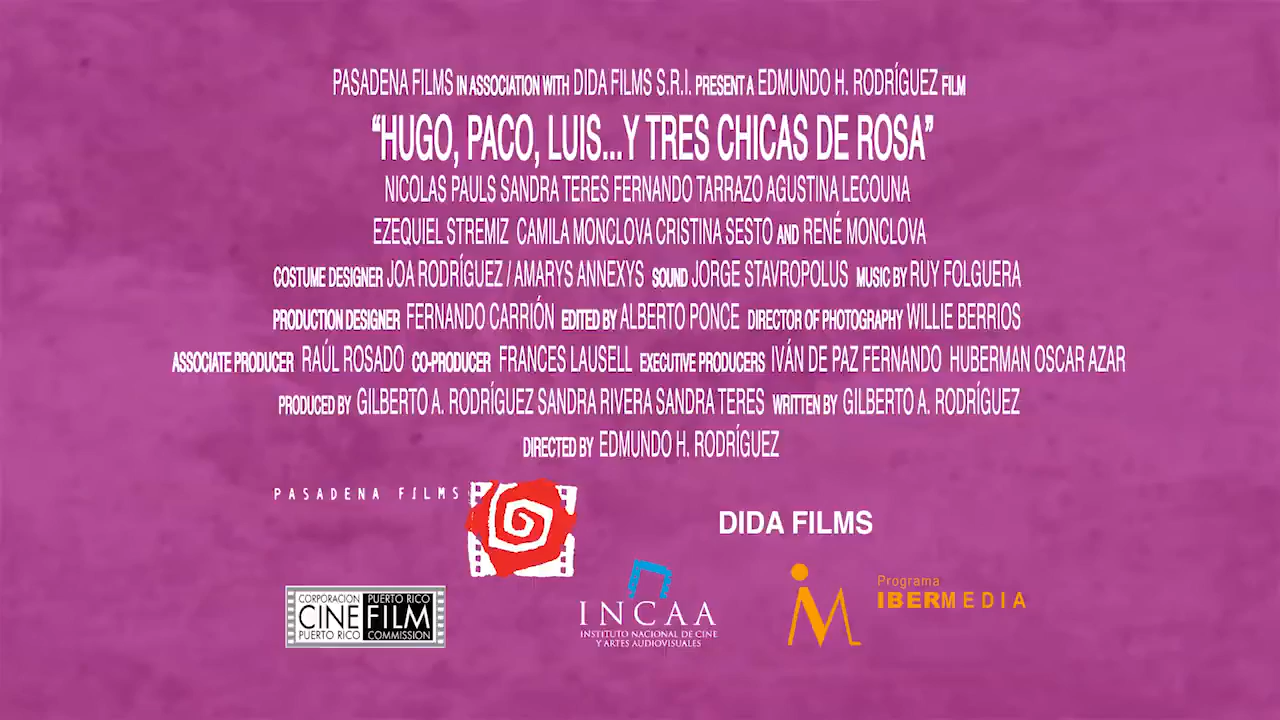 PASADENA FILMS IN ASSOCIATION WITH DIDA FILMS S.R.I. PRESENT A EDMUNDO H. RODRÍGUEZ FILM
“HUGO, PACO, LUIS...Y TRES CHICAS DE ROSA”
NICOLAS PAULS SANDRA TERES FERNANDO TARRAZO AGUSTINA LECOUNA
EZEQUIEL STREMIZ CAMILA MONCLOVA CRISTINA SESTO AND RENÉ MONCLOVA
COSTUME DESIGNER JOA RODRÍGUEZ / AMARYS ANNEXYS SOUND JORGE STAVROPOLUS MUSIC BY RUY FOLGUERA
PRODUCTION DESIGNER FERNANDO CARRIÓN EDITED BY ALBERTO PONCE DIRECTOR OF PHOTOGRAPHY WILLIE BERRIOS
ASSOCIATE PRODUCER RAÚL ROSADO CO-PRODUCER FRANCES LAUSELL EXECUTIVE PRODUCERS IVÁN DE PAZ FERNANDO HUBERMAN OSCAR AZAR
PRODUCED BY GILBERTO A. RODRÍGUEZ SANDRA RIVERA SANDRA TERES WRITTEN BY GILBERTO A. RODRÍGUEZ
DIRECTED BY EDMUNDO H. RODRÍGUEZ
PASADENA FILMS
DIDA FILMS
CORPORACION CINE PUERTO RICO
PUERTO RICO FILM COMMISSION
INCAA
INSTITUTO NACIONAL DE CINE
Y ARTES AUDIOVISUALES
Programa
IBERMEDIA